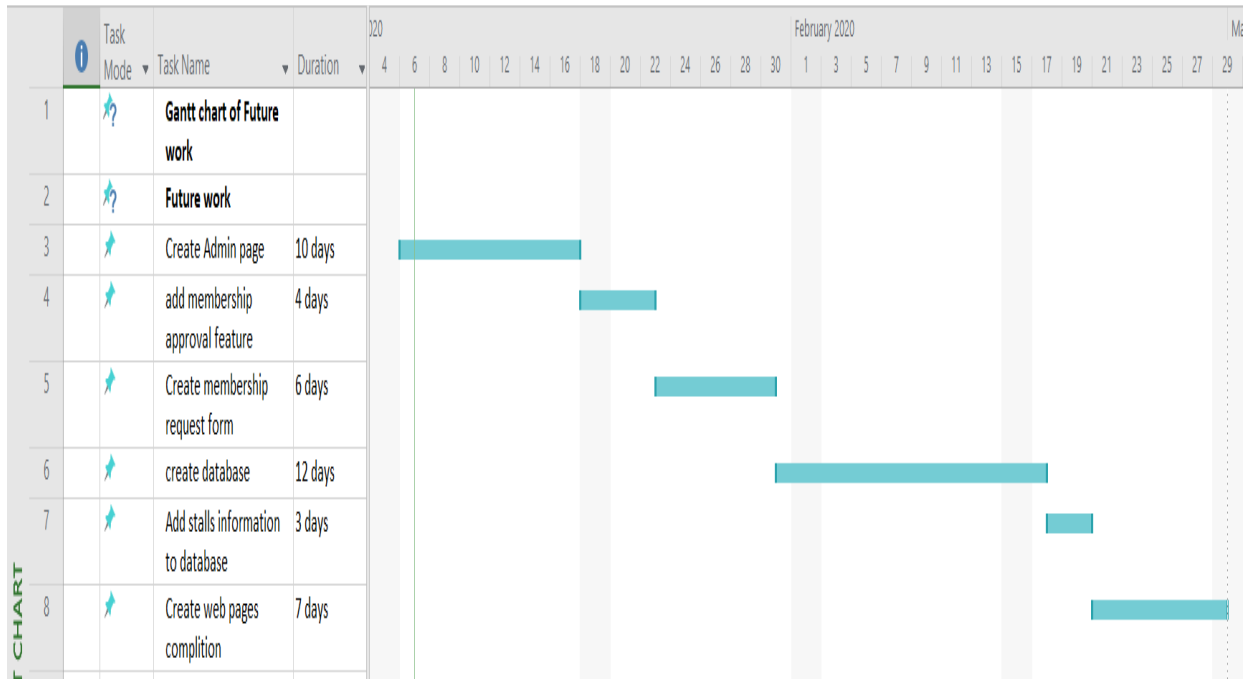 020
February 2020
Ma
Task
Mode
Task Name
Duration
4 6 8 10 12 14 16 18 20 22 24 26 28 30 1 3 5 7 9 11 13 15 17 19 21 23 25 27 29
1
Gantt chart of Future
work
2
Future work
3
Create Admin page
10 days
4
add membership
approval feature
4 days
5
Create membership
request form
6 days
6
create database
12 days
7
Add stalls information
to database
3 days
8
Create web pages
complition
7 days
T CHART